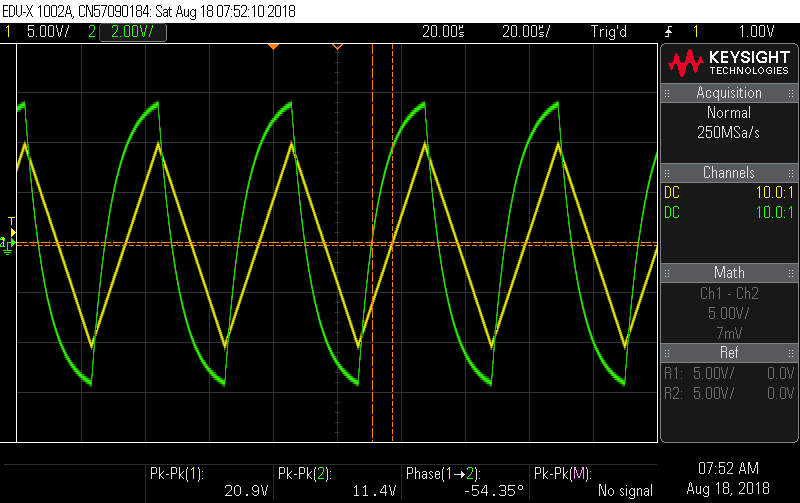 EDU-X 1002A, CN57090184: Sat Aug 18 07:52:10 2018
1 5.00V/ 2 2.00V/ 20.00%/ 20.00%/ Trig'd 1 1.00V
KEYSIGHT
TECHNOLOGIES
Acquisition
Normal
250MSa/s
Channels
DC 10.0:1
DC 10.0:1
T
2
Math
Ch1 - Ch2
5.00V/
7mV
Ref
R1: 5.00V/ 0.0V
R2: 5.00V/ 0.0V
Pk-Pk(1): 20.9V
Pk-Pk(2): 11.4V
Phase(1→2): -54.35°
Pk-Pk(M): No signal
07:52 AM
Aug 18, 2018